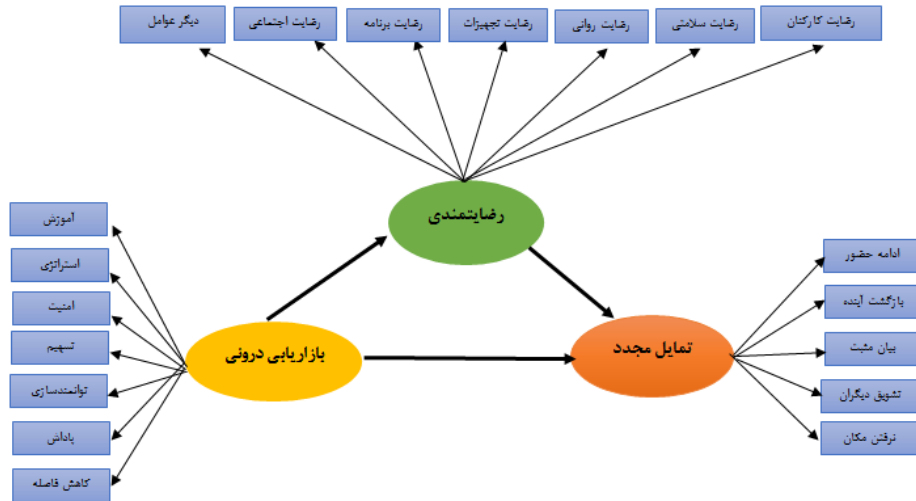 رضایت کارکنان
رضایت سلامتی
رضایت روانی
رضایت تجهیزات
رضایت برنامه
رضایت اجتماعی
دیگر عوامل
رضایتمندی
آموزش
استراتژی
امنیت
تسهیم
توانمندسازی
پاداش
کاهش فاصله
بازاریابی درونی
تمایل مجدد
ادامه حضور
بازگشت آینده
بیان مثبت
تشویق دیگران
نرفتن مکان